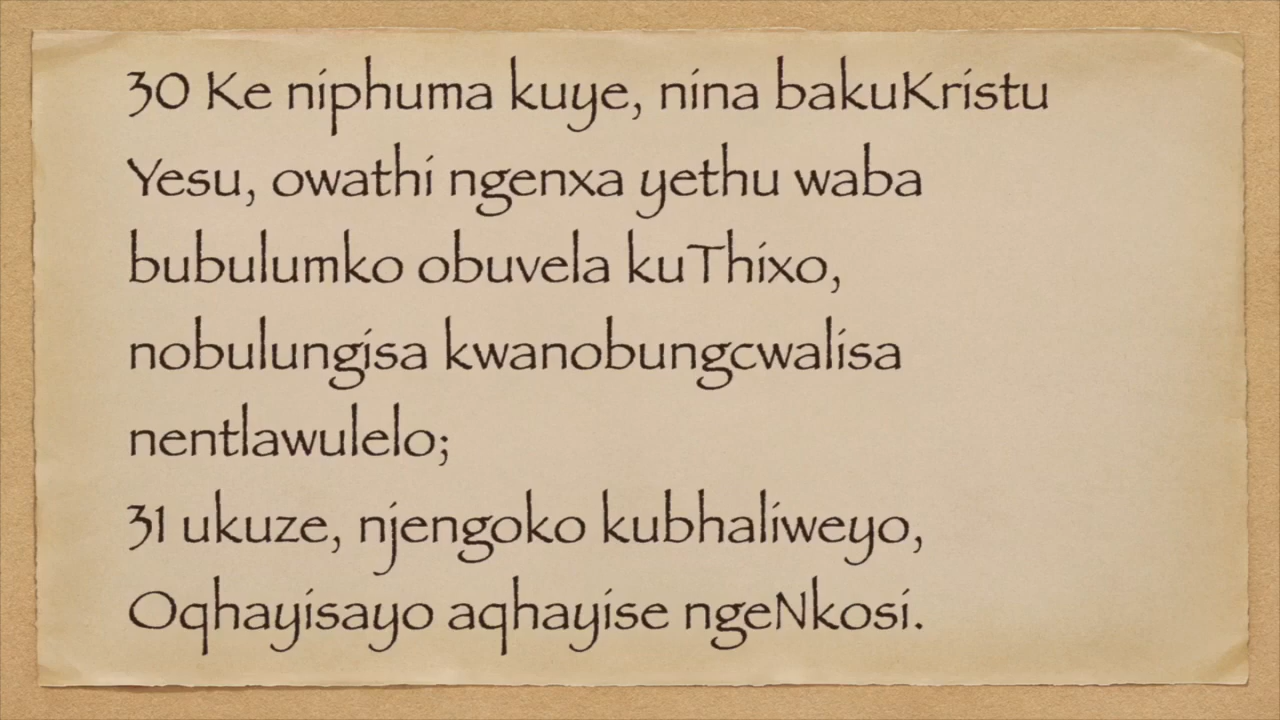 30 Ke niphuma kuye, nina bakuKristu
Yesu, owathi ngenxa yethu waba
bubulumko obuvela kuThixo,
nobulungisa kwanobungcwalisa
nentlawulelo;
31 ukuze, njengoko kubhaliweyo,
Oqhayisayo aqhayise ngeNkosi.